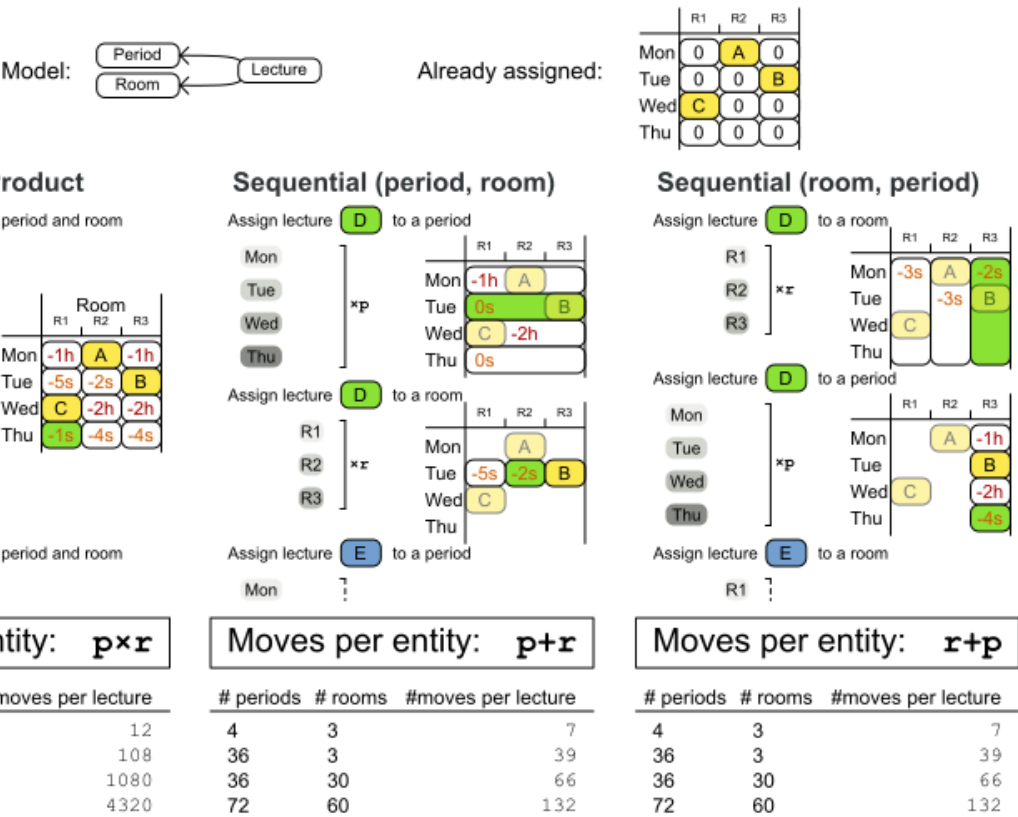 Model:
Period
Room
Lecture
Already assigned:
R1 R2 R3
Mon 0 A 0
Tue 0 0 B
Wed C 0 0
Thu 0 0 0
roduct
period and room
Room
R1 R2 R3
Mon -1h A -1h
Tue -5s -2s B
Wed C -2h -2h
Thu -1s -4s -4s
period and room
ntity: p×r
moves per lecture
12
108
1080
4320
Sequential (period, room)
Assign lecture D to a period
Mon
Tue
Wed
Thu
×p
R1 R2 R3
Mon -1h A
Tue 0s B
Wed C -2h
Thu 0s
Assign lecture D to a room
R1
R2
R3
×r
R1 R2 R3
Mon A
Tue -5s -2s B
Wed C
Thu
Assign lecture E to a period
Mon
Moves per entity: p+r
# periods # rooms #moves per lecture
4 3 7
36 3 39
36 30 66
72 60 132
Sequential (room, period)
Assign lecture D to a room
R1
R2
R3
×r
R1 R2 R3
Mon -3s A -2s
Tue -3s B
Wed C
Thu
Assign lecture D to a period
Mon
Tue
Wed
Thu
×p
R1 R2 R3
Mon A -1h
Tue B
Wed C -2h
Thu -4s
Assign lecture E to a room
R1
Moves per entity: r+p
# periods # rooms #moves per lecture
4 3 7
36 3 39
36 30 66
72 60 132